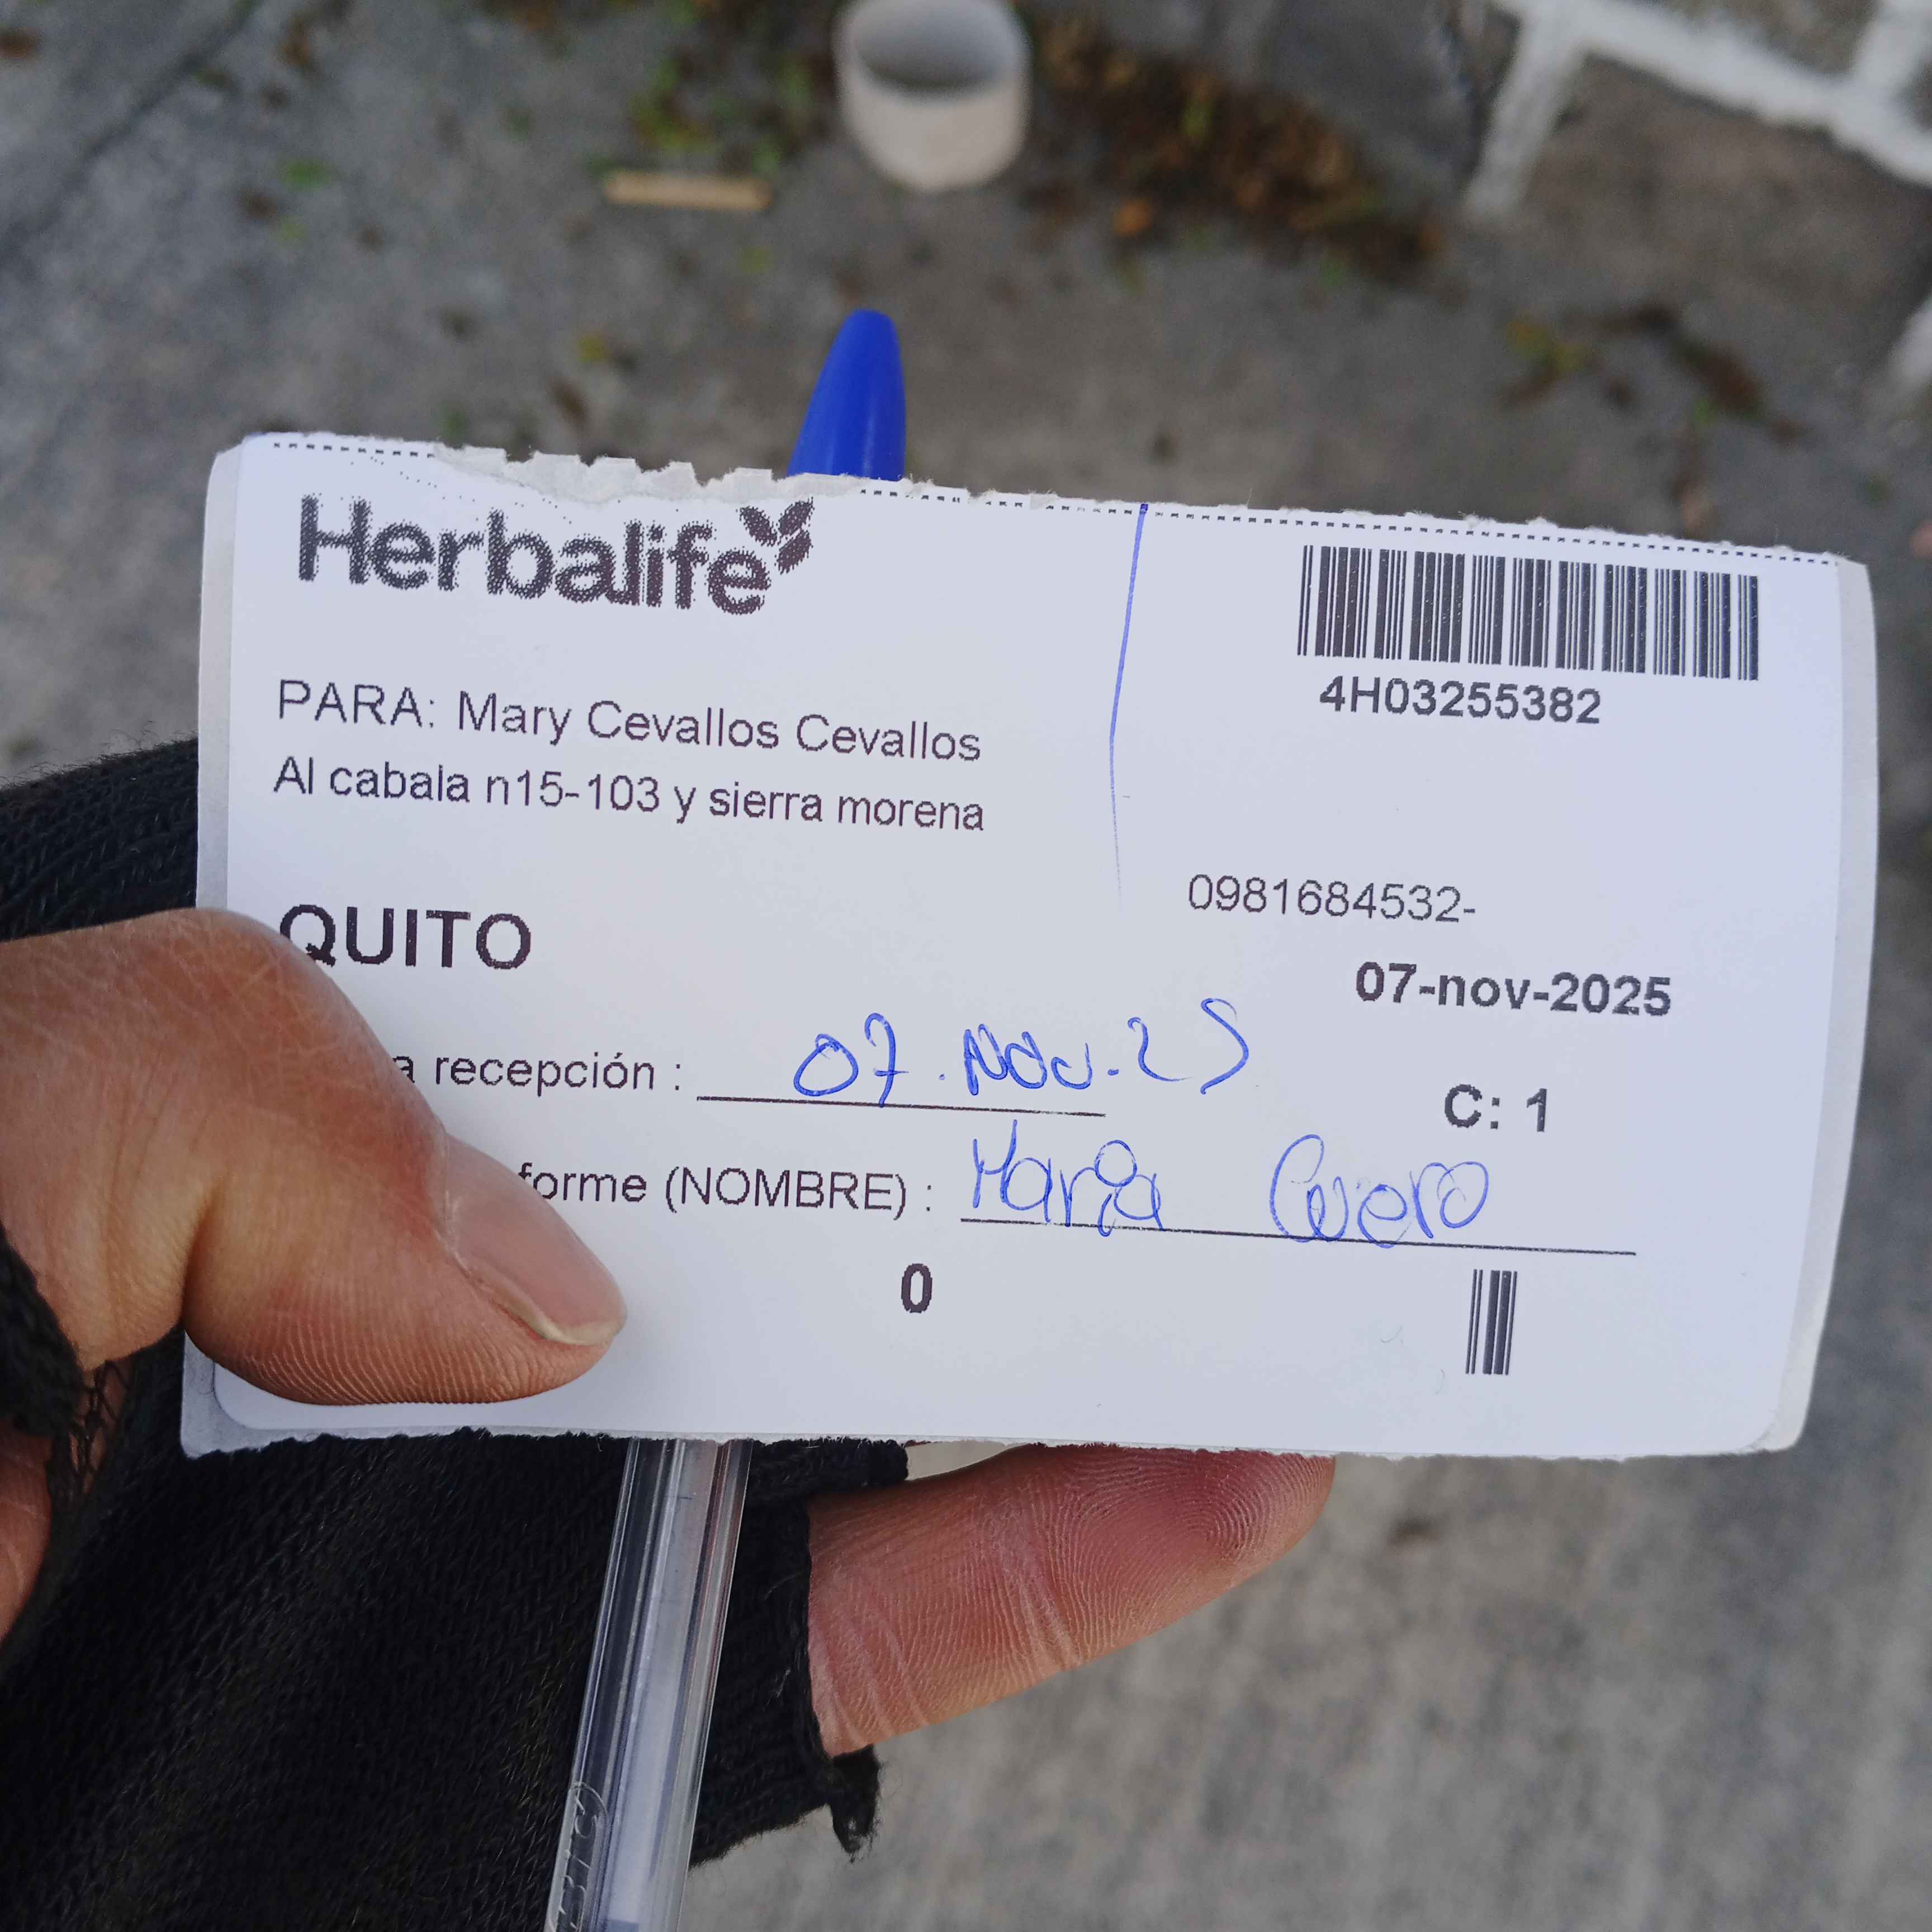 Herbalife
4H03255382
PARA: Mary Cevallos Cevallos
Al cabala n15-103 y sierra morena
0981684532-
QUITO
07-nov-2025
a recepción : 07.Nov.25
C: 1
forme (NOMBRE) : Maria Cuero
0